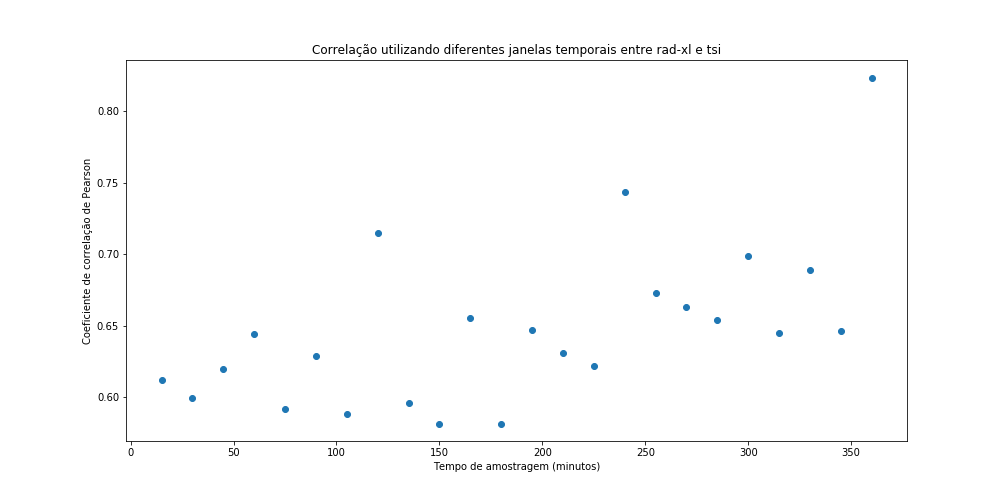 Correlação utilizando diferentes janelas temporais entre rad-xl e tsi
0.80
0.75
0.70
0.65
0.60
Coeficiente de correlação de Pearson
0 50 100 150 200 250 300 350
Tempo de amostragem (minutos)